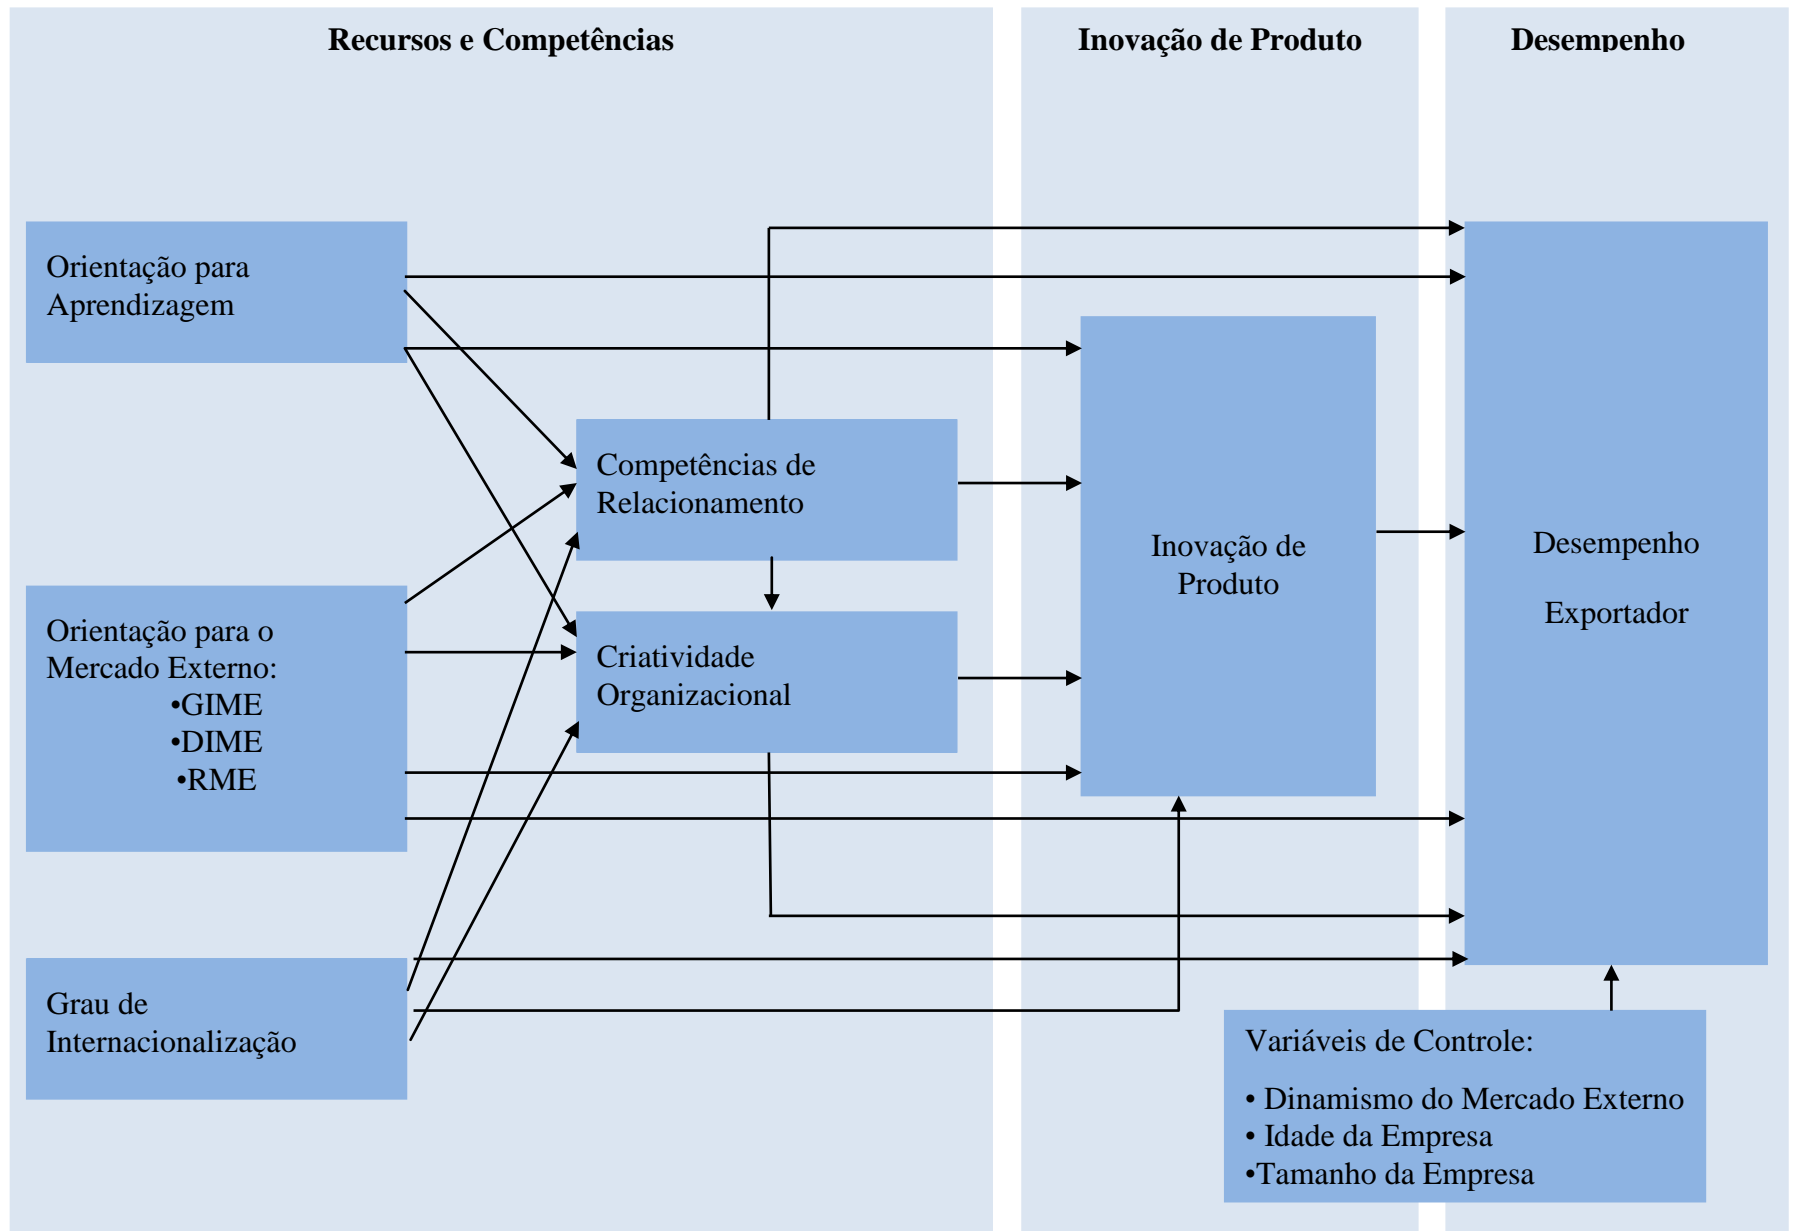 Recursos e Competências
Inovação de Produto
Desempenho
Orientação para
Aprendizagem
Competências de
Relacionamento
Inovação de
Produto
Desempenho
Exportador
Orientação para o
Mercado Externo:
•GIME
•DIME
•RME
Criatividade
Organizacional
Grau de
Internacionalização
Variáveis de Controle:
• Dinamismo do Mercado Externo
• Idade da Empresa
•Tamanho da Empresa